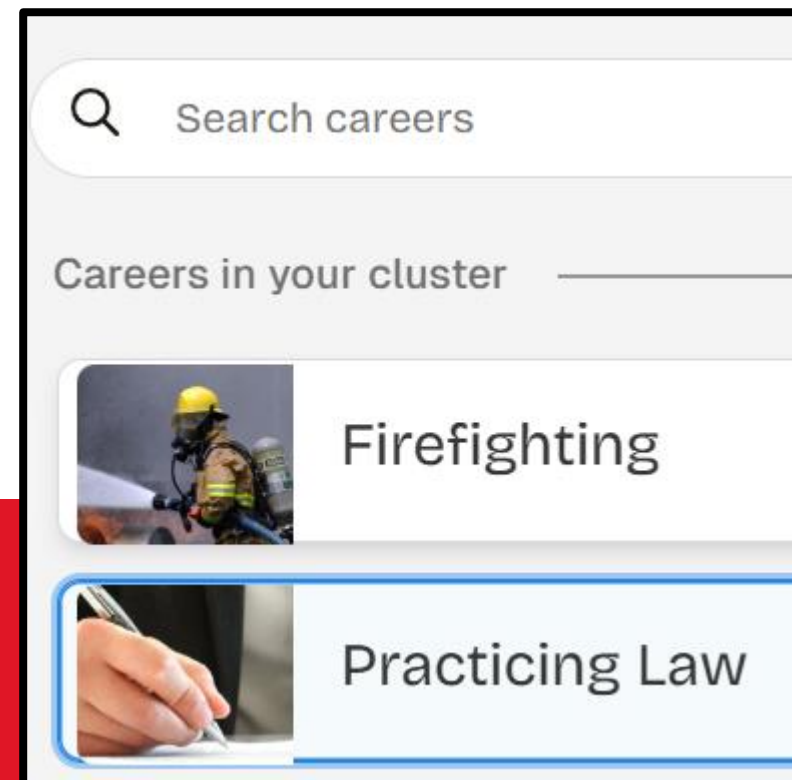 Search careers
Careers in your cluster
Firefighting
Practicing Law